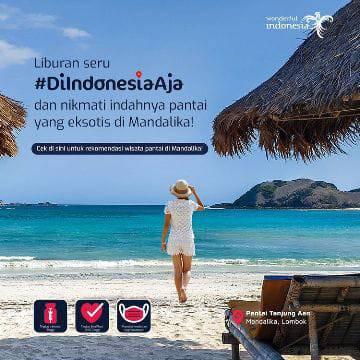 wonderful
indonesia
Liburan seru
#DiIndonesiaAja
dan nikmati indahnya pantai
yang eksotis di Mandalika!
Cek di sini untuk rekomendasi wisata pantai di Mandalika!
Pantai Tanjung Aan
Mandalika, Lombok